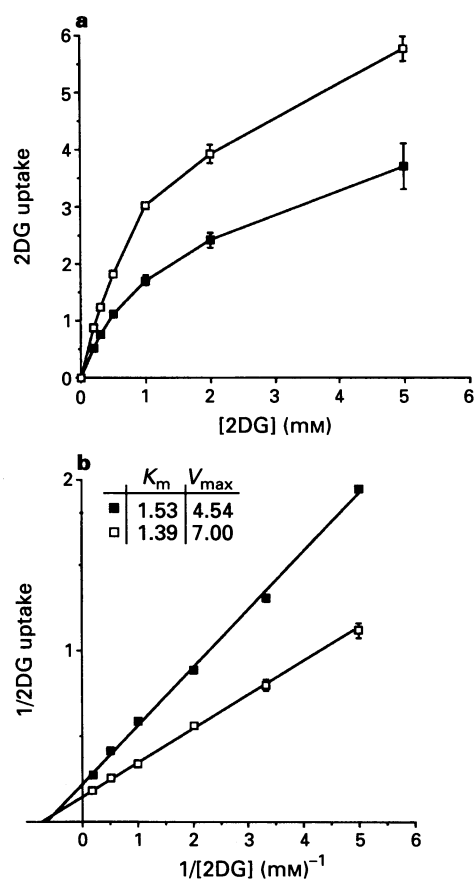 a
6
5
4
3
2
1
0
2DG uptake
0 1 2 3 4 5 6
[2DG] (mM)
b
2
1
1/2DG uptake
Km Vmax
■ 1.53 4.54
□ 1.39 7.00
0 1 2 3 4 5 6
1/[2DG] (mM)⁻¹